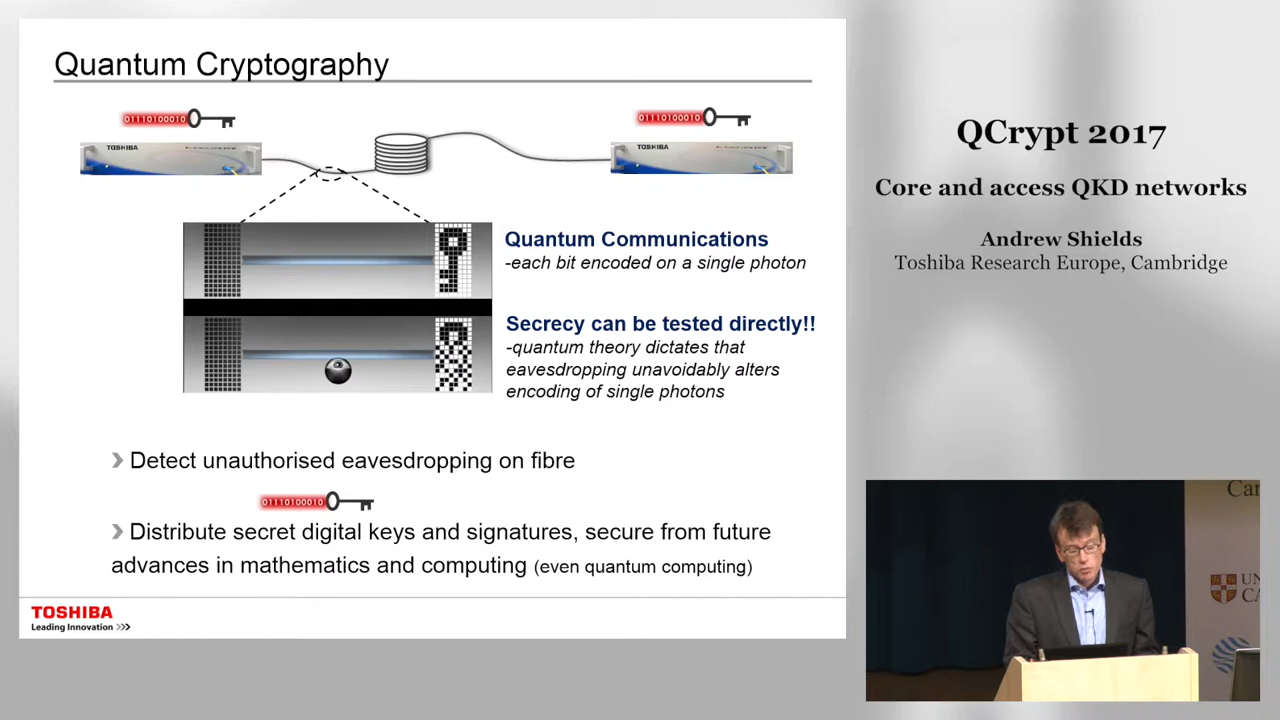 Quantum Cryptography
01110100010
01110100010
TOSHIBA
TOSHIBA
Quantum Communications
-each bit encoded on a single photon
Secrecy can be tested directly!!
-quantum theory dictates that
eavesdropping unavoidably alters
encoding of single photons
› Detect unauthorised eavesdropping on fibre
01110100010
› Distribute secret digital keys and signatures, secure from future
advances in mathematics and computing (even quantum computing)
TOSHIBA
Leading Innovation >>>
QCrypt 2017
Core and access QKD networks
Andrew Shields
Toshiba Research Europe, Cambridge